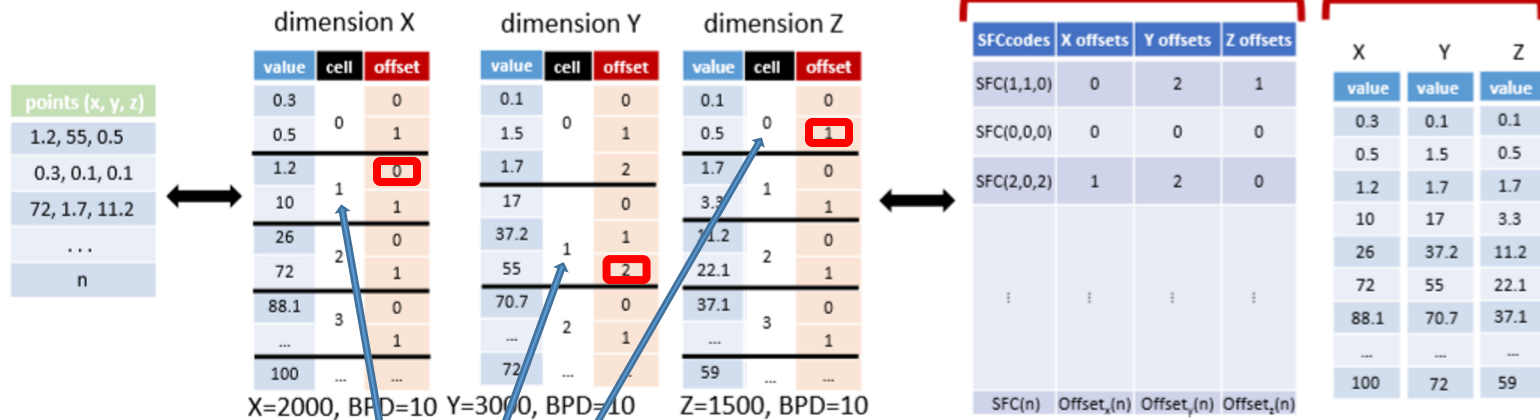 dimension X
dimension Y
dimension Z
points (x, y, z)
1.2, 55, 0.5
0.3, 0.1, 0.1
72, 1.7, 11.2
...
n
value cell offset
0.3 0
0
0.5 1
1.2 0
1
10 1
26 0
2
72 1
88.1 0
3
... 1
100 ... ...
X=2000, BPD=10
value cell offset
0.1 0
1.5 0 1
1.7 2
17 0
37.2 1
1
55 2
70.7 0
2
... 1
72 ...
Y=3000, BPD=10
value cell offset
0.1 0
0
0.5 1
1.7 0
1
3.3 1
11.2 0
2
22.1 1
37.1 0
3
... 1
59 ... ...
Z=1500, BPD=10
SFCcodes X offsets Y offsets Z offsets
SFC(1,1,0) 0 2 1
SFC(0,0,0) 0 0 0
SFC(2,0,2) 1 2 0
⋮ ⋮ ⋮ ⋮
SFC(n) Offsetx(n) Offsety(n) Offsetz(n)
X Y Z
value value value
0.3 0.1 0.1
0.5 1.5 0.5
1.2 1.7 1.7
10 17 3.3
26 37.2 11.2
72 55 22.1
88.1 70.7 37.1
... ... ...
100 72 59